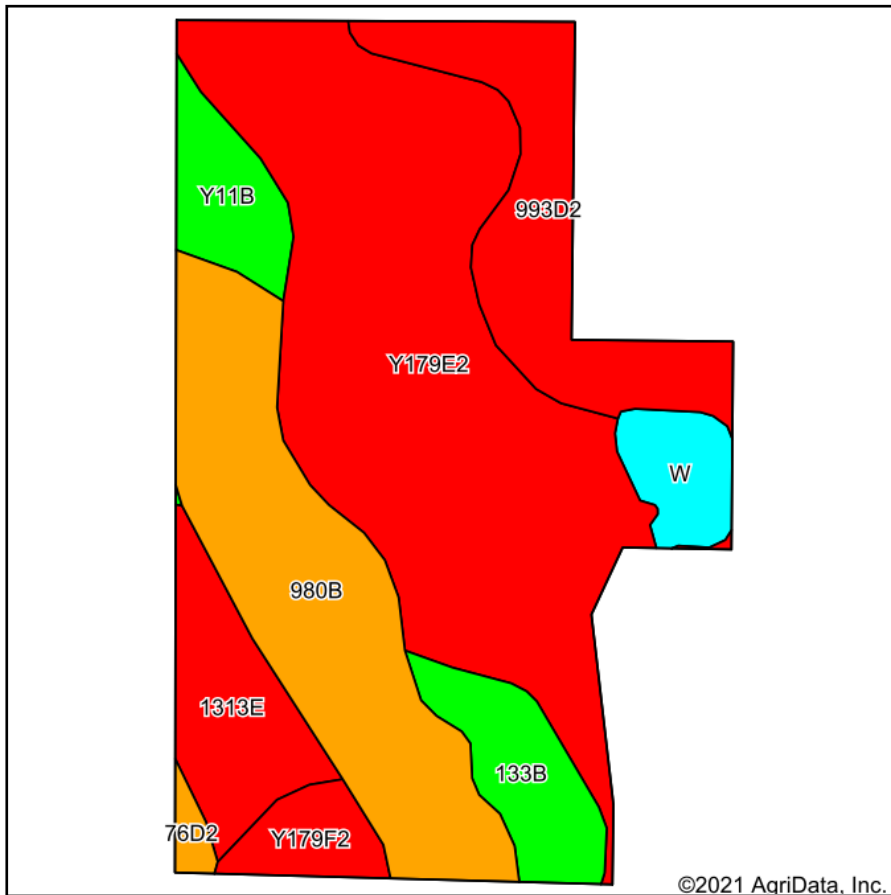 Y11B
993D2
Y179E2
W
980B
1313E
133B
76D2
Y179F2
©2021 AgriData, Inc.